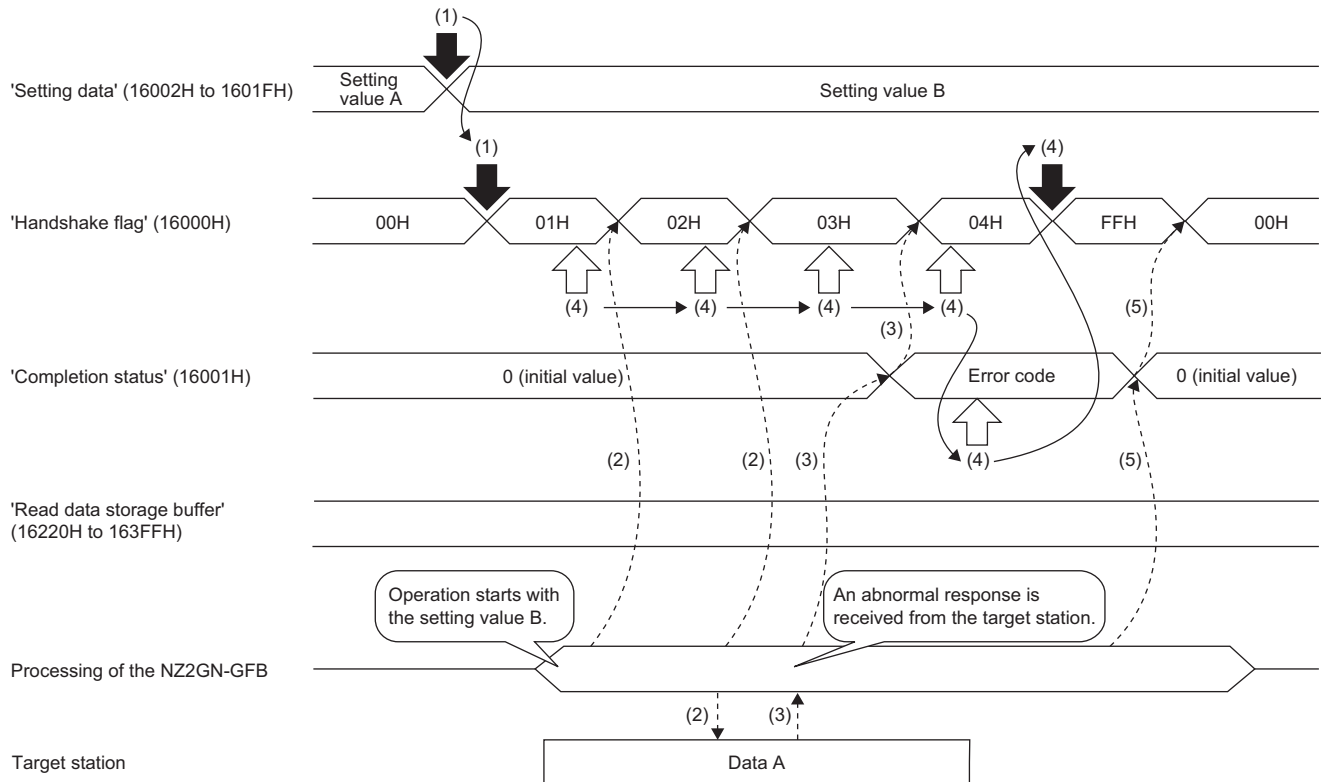 (1)
'Setting data' (16002H to 1601FH)
Setting
value A
Setting value B
(1)
(4)
'Handshake flag' (16000H)
00H
01H
02H
03H
04H
FFH
00H
(4)
(4)
(4)
(4)
(3)
(5)
'Completion status' (16001H)
0 (initial value)
Error code
0 (initial value)
(2)
(2)
(3)
(4)
(5)
'Read data storage buffer'
(16220H to 163FFH)
Operation starts with
the setting value B.
An abnormal response is
received from the target station.
Processing of the NZ2GN-GFB
(2)
(3)
Target station
Data A